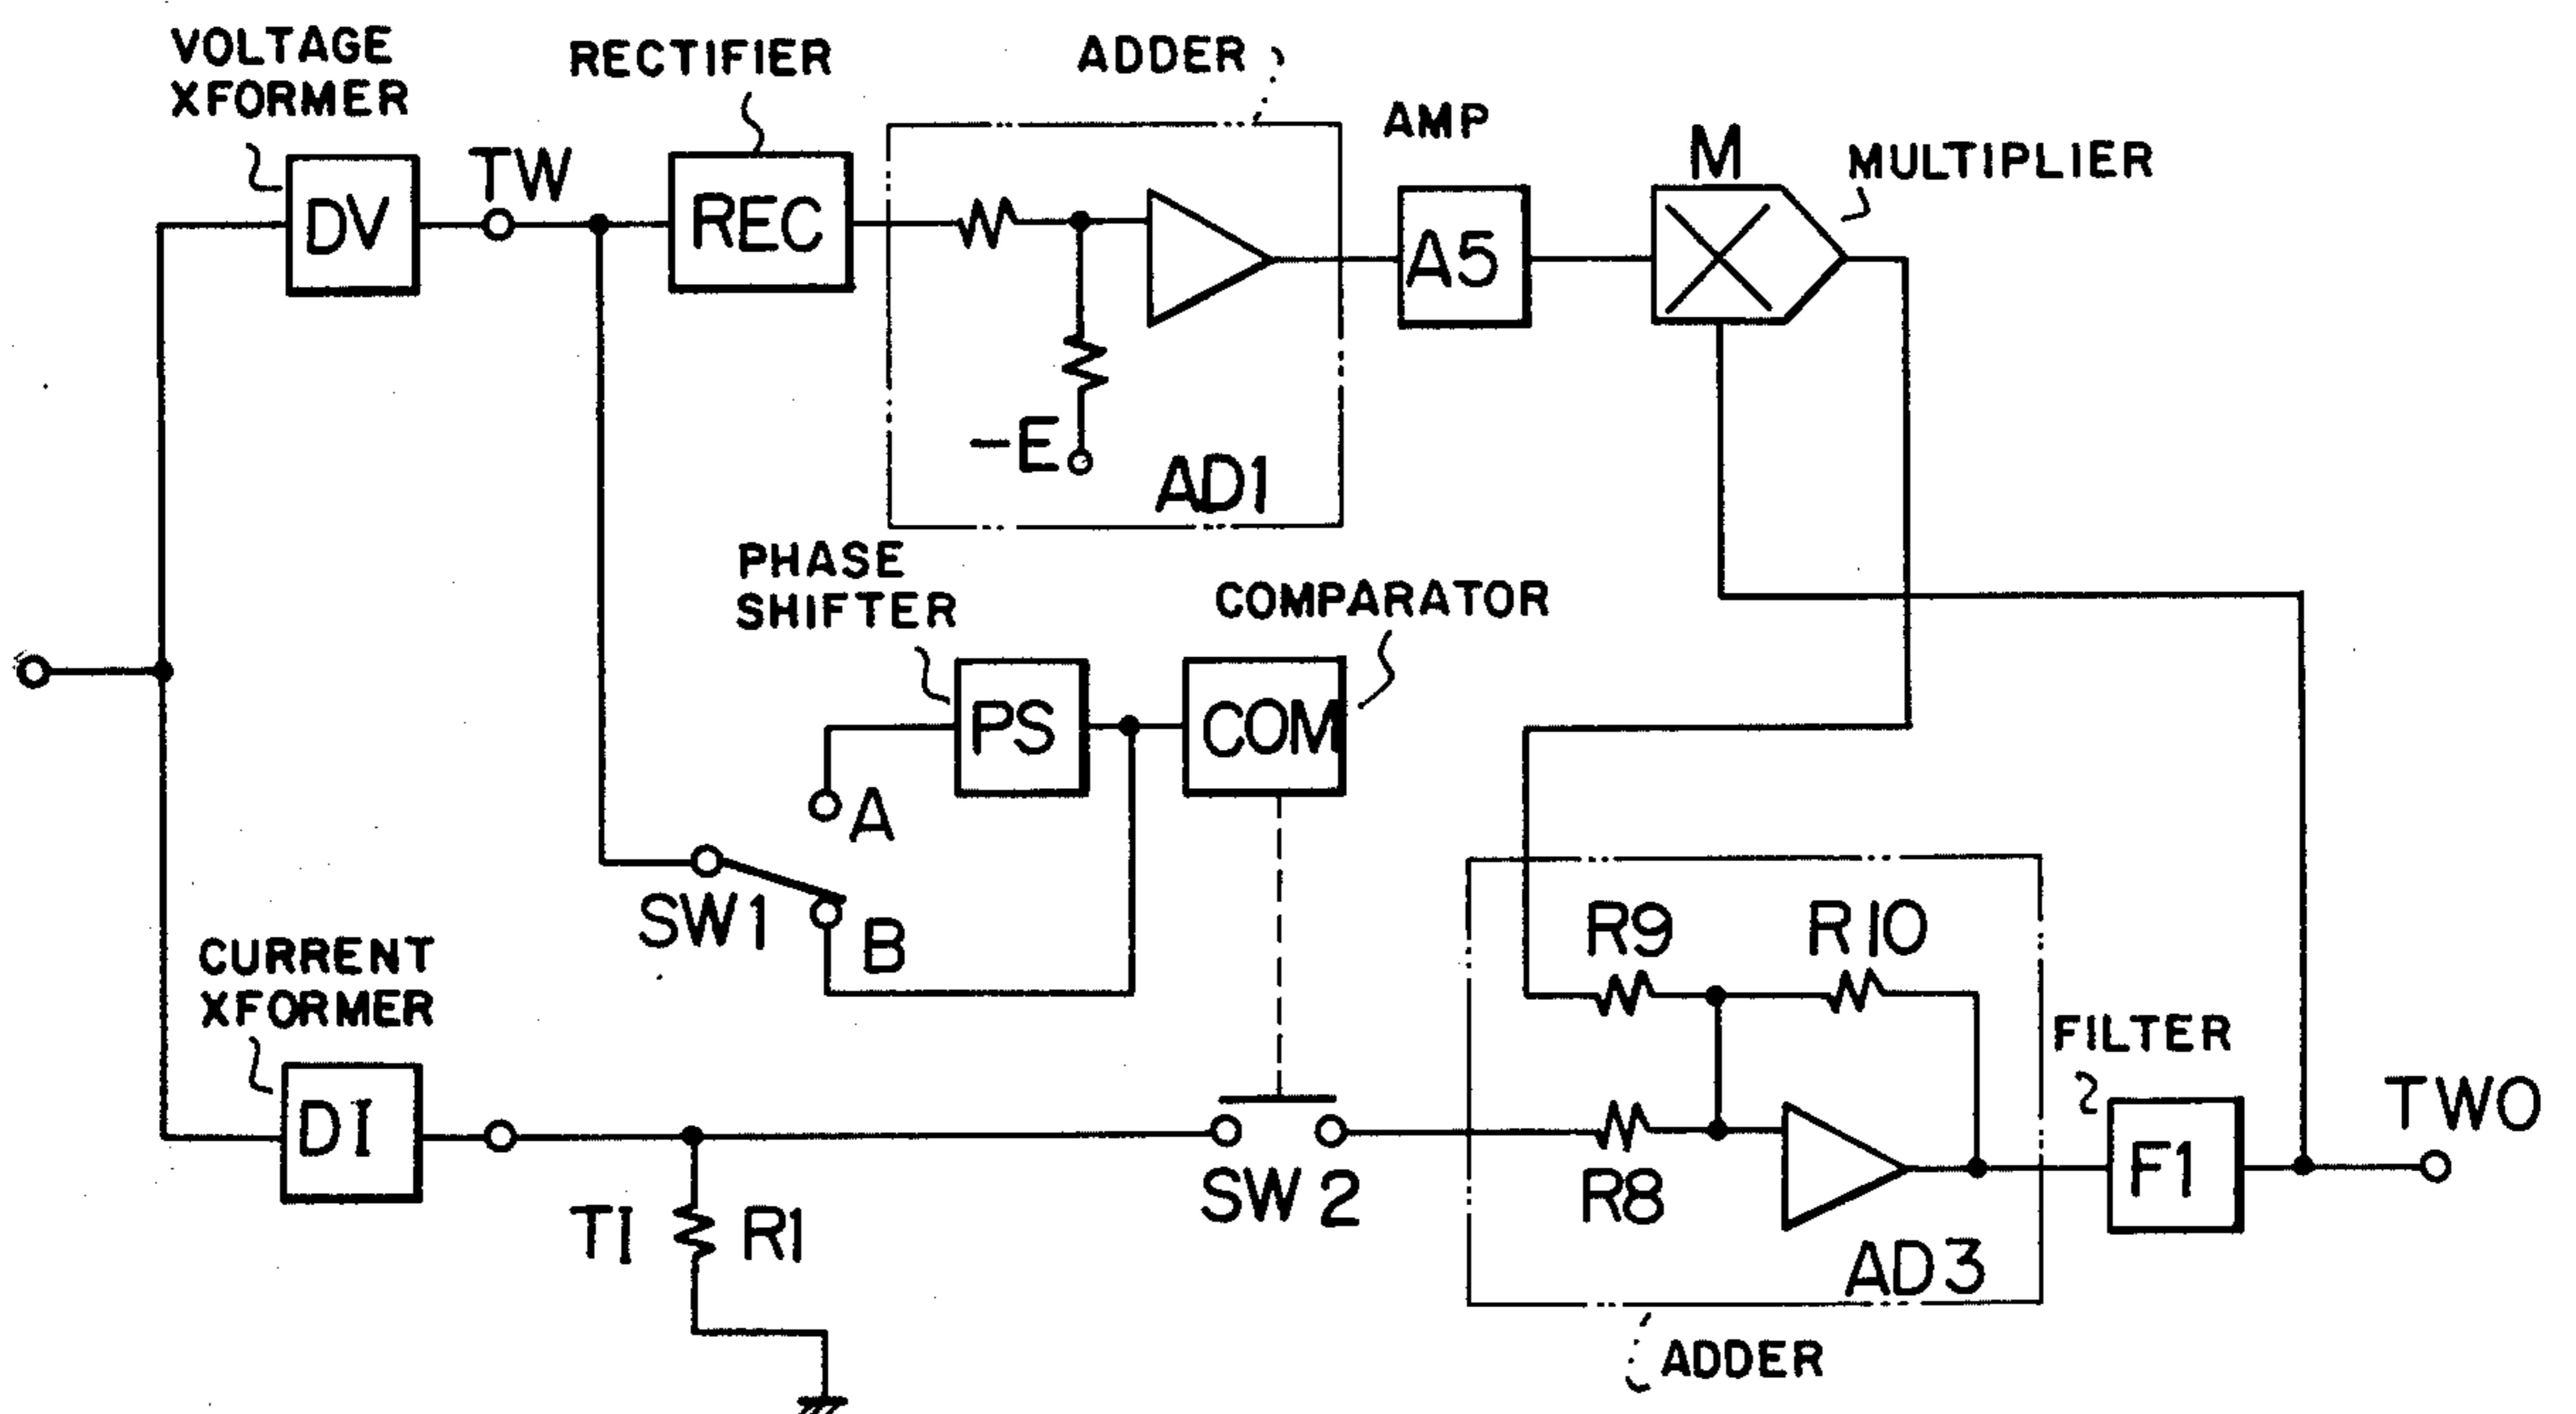 VOLTAGE
XFORMER
RECTIFIER
ADDER
AMP
M
MULTIPLIER
DV
TW
REC
A5
-E
AD1
PHASE
SHIFTER
COMPARATOR
PS
COM
A
SW1
B
CURRENT
XFORMER
R9
R10
FILTER
DI
TWO
F1
TI
R1
SW2
R8
AD3
ADDER